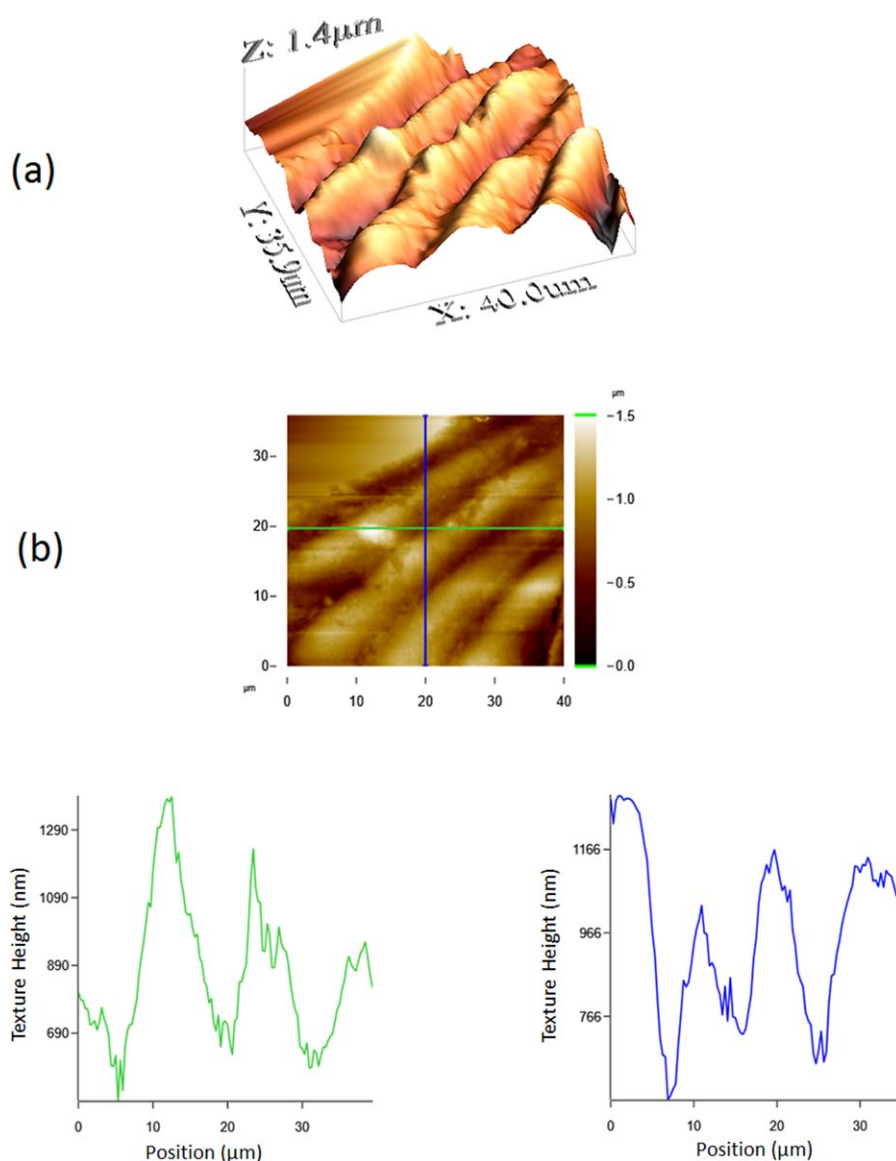 Z: 1.4µm
(a)
Y: 35.9µm
X: 40.0um
µm
1.5
30
1.0
20
(b)
10
0.5
0
0.0
µm
0 10 20 30 40
1290
1090
890
690
Texture Height (nm)
0 10 20 30
Position (µm)
1166
966
766
Texture Height (nm)
0 10 20 30
Position (µm)